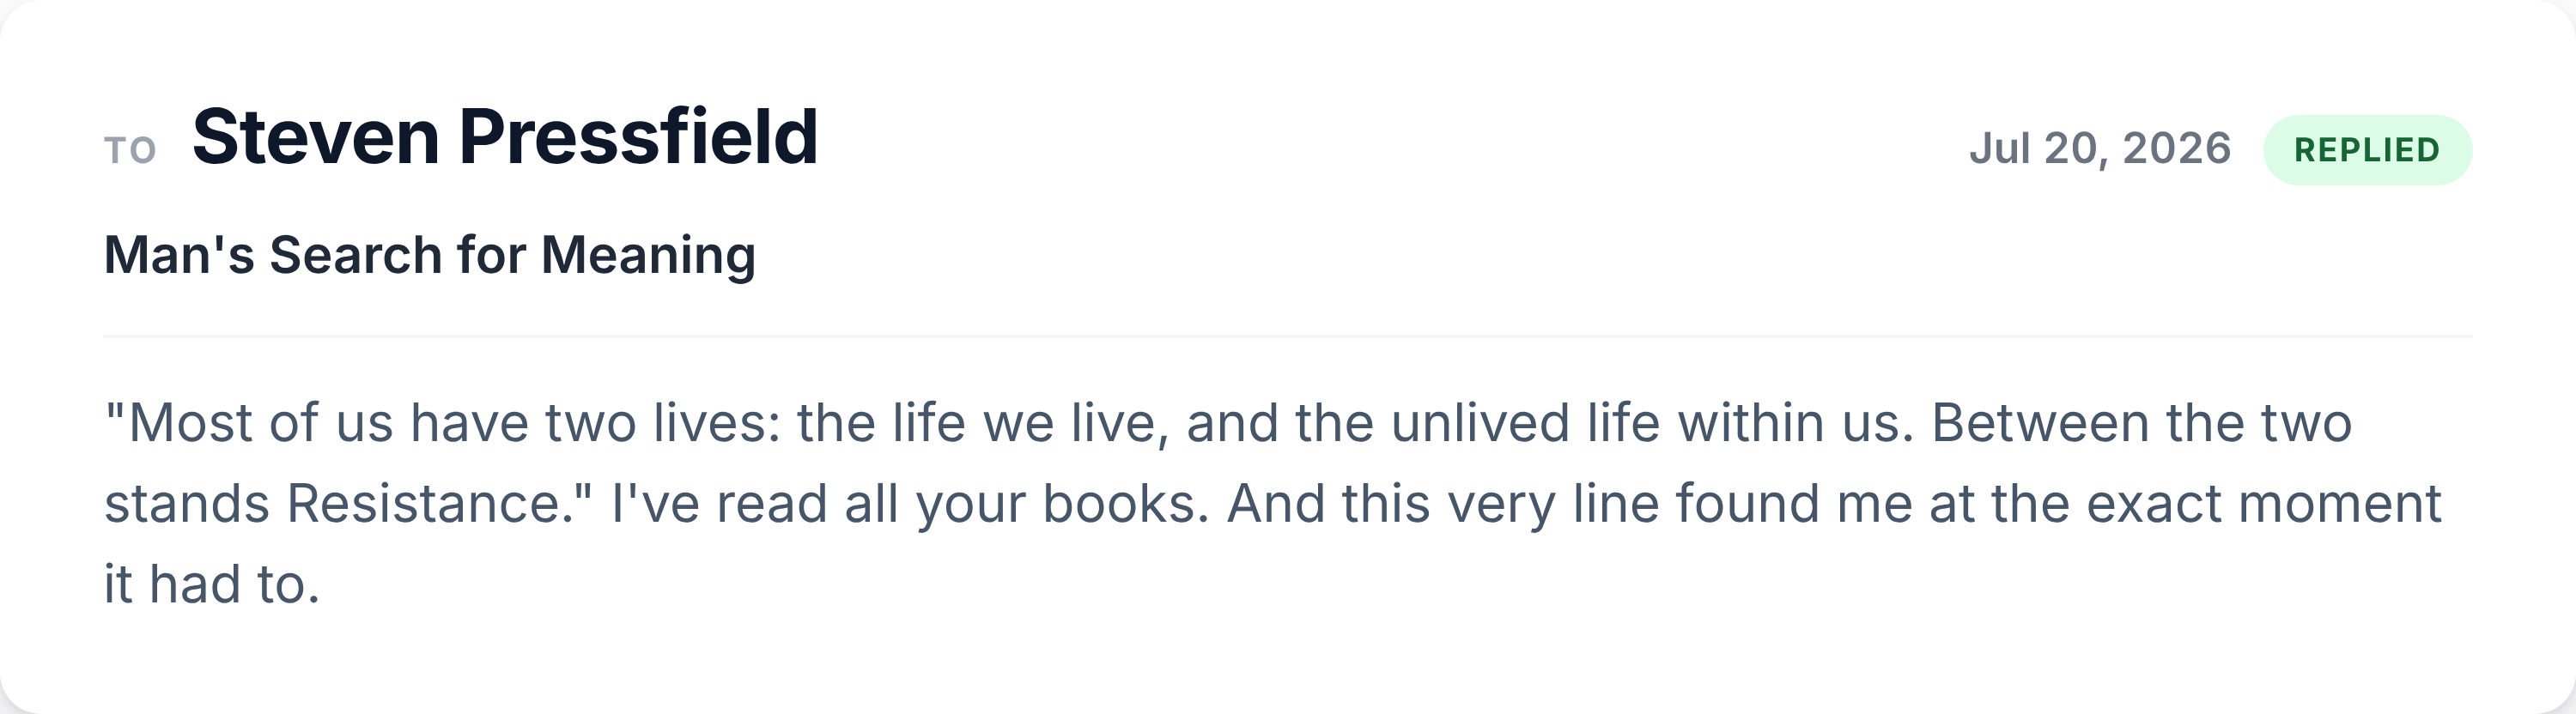 TO Steven Pressfield Jul 20, 2026 REPLIED
Man's Search for Meaning
"Most of us have two lives: the life we live, and the unlived life within us. Between the two
stands Resistance." I've read all your books. And this very line found me at the exact moment
it had to.